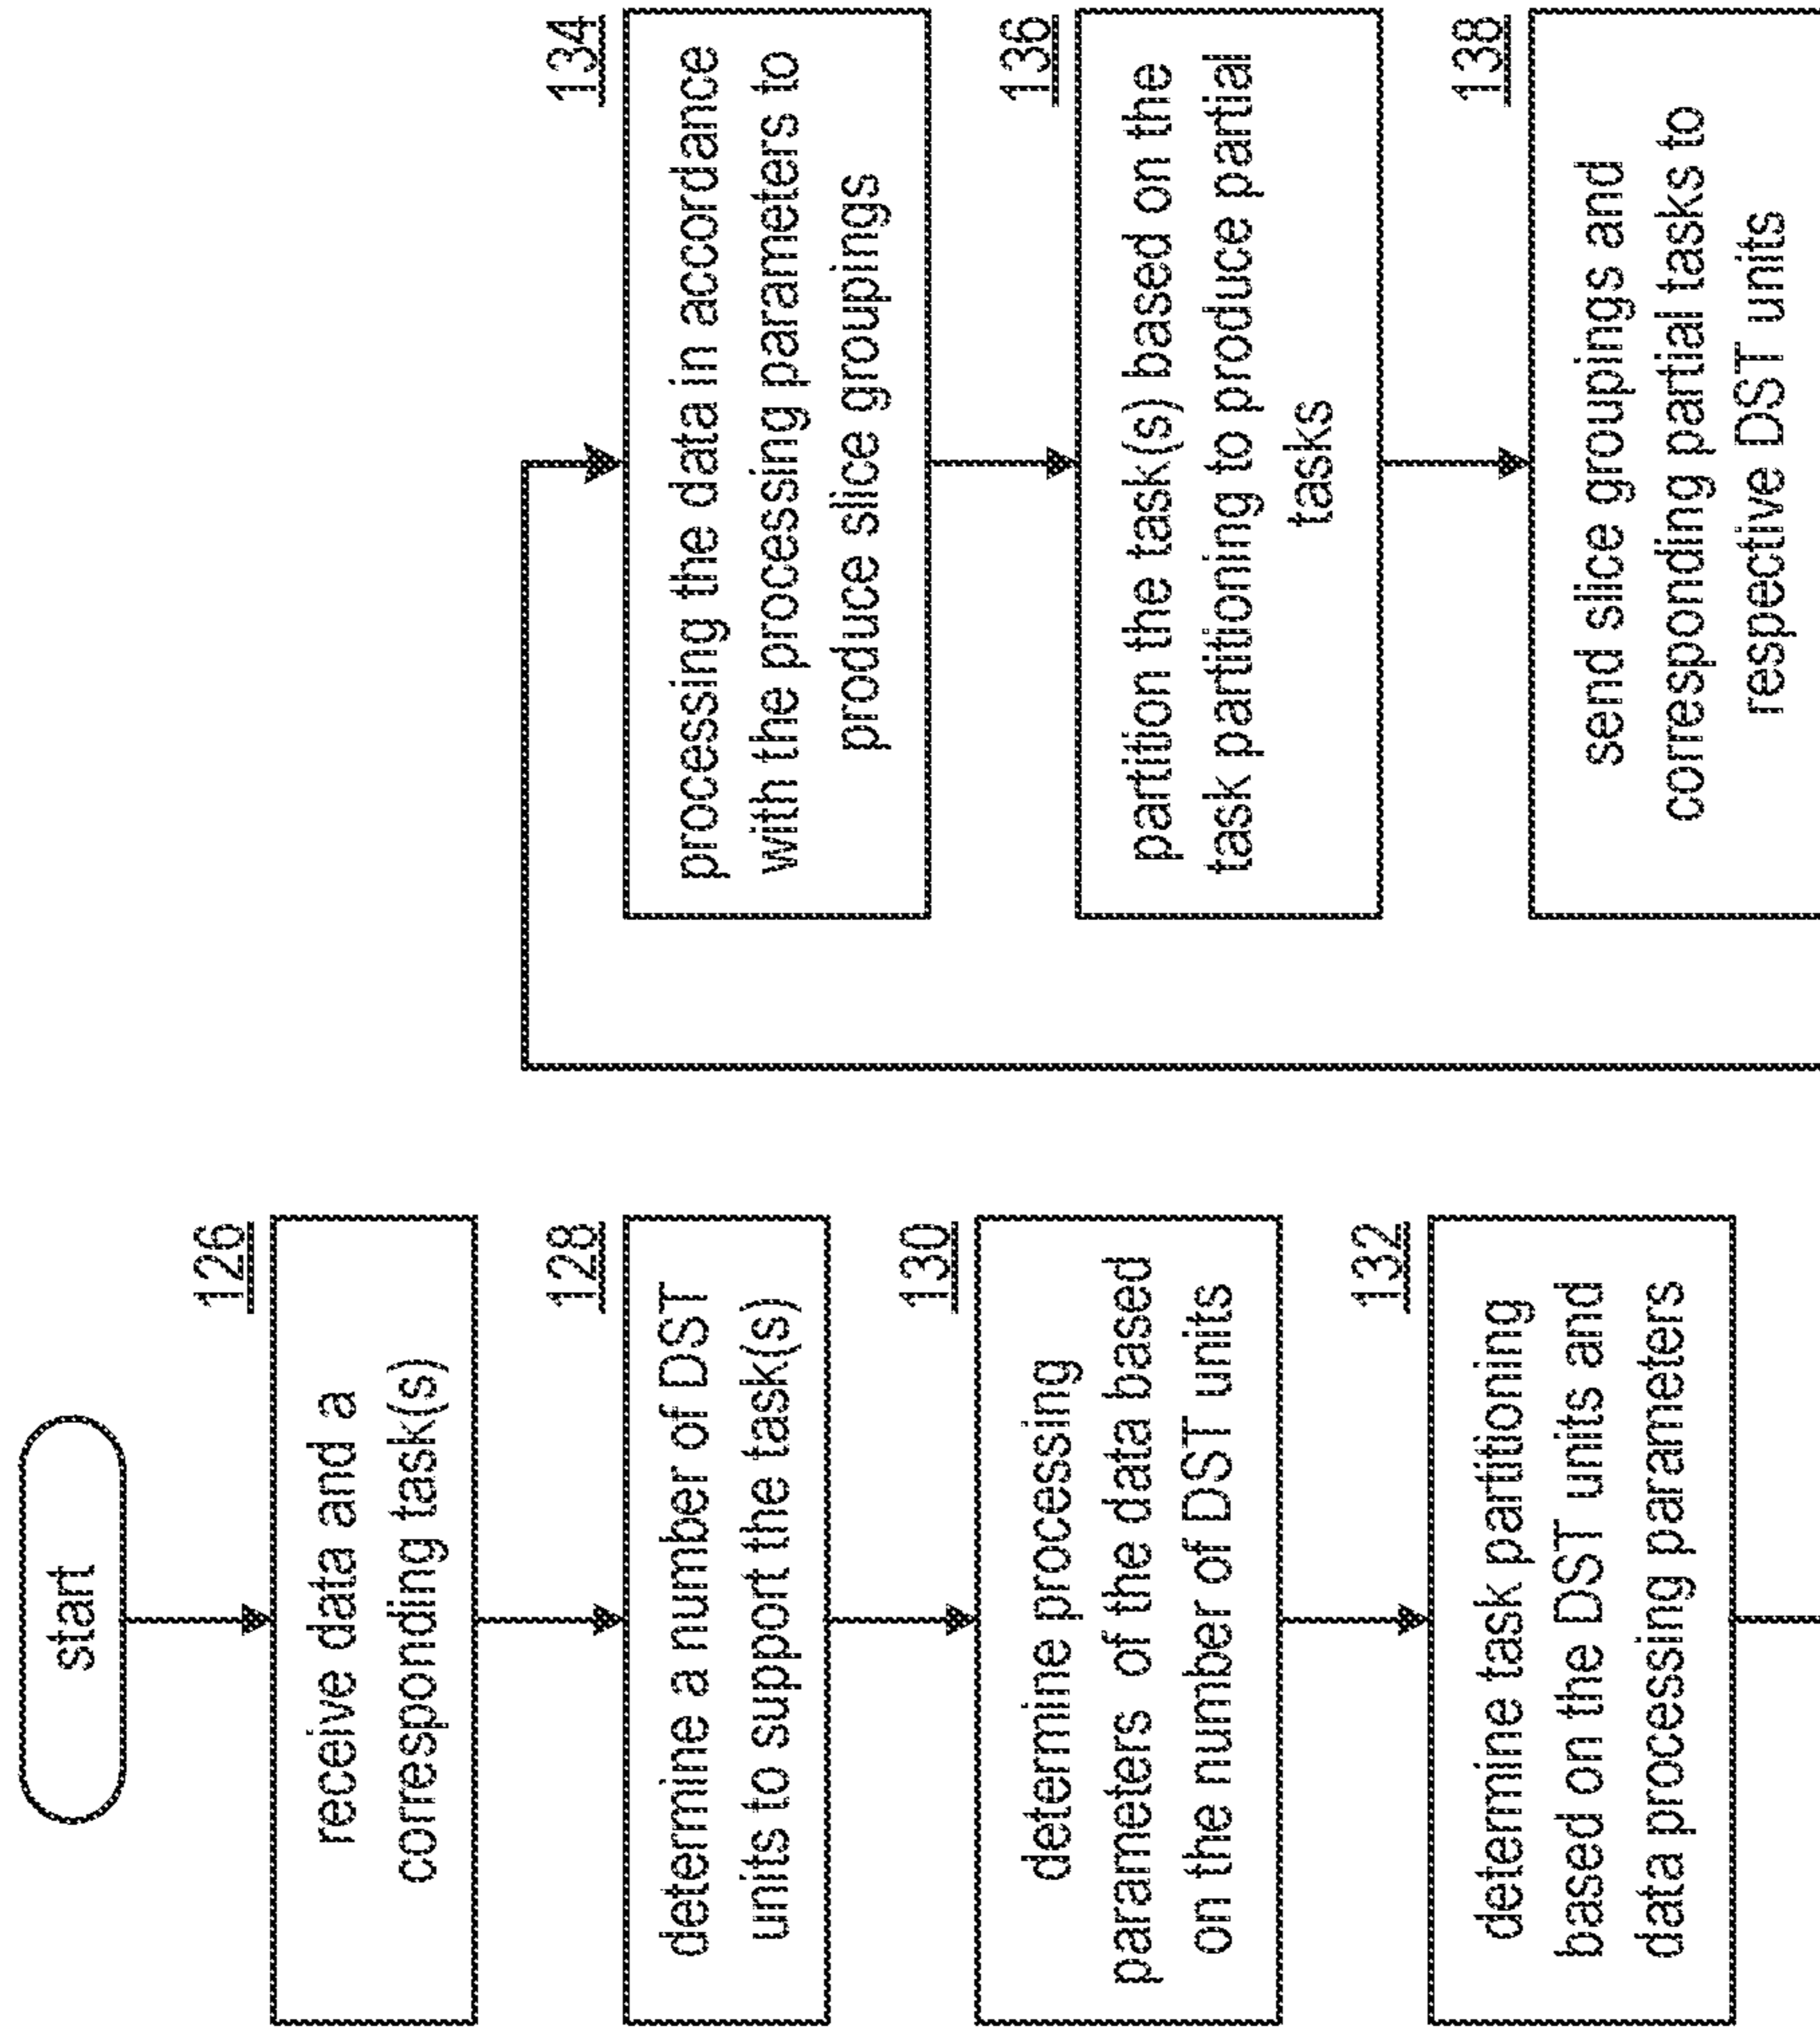 start
126
receive data and a
corresponding task(s)
128
determine a number of DST
units to support the task(s)
130
determine processing
parameters of the data based
on the number of DST units
132
determine task partitioning
based on the DST units and
data processing parameters
134
processing the data in accordance
with the processing parameters to
produce slice groupings
136
partition the task(s) based on the
task partitioning to produce partial
tasks
138
send slice groupings and
corresponding partial tasks to
respective DST units